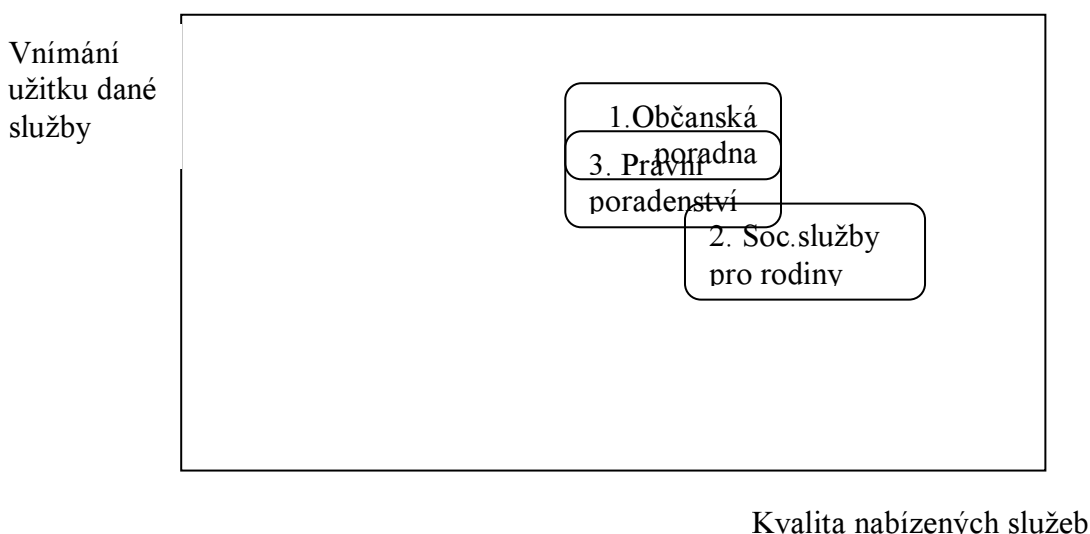 Vnímání
užitku dané
služby
1.Občanská
poradna
3. Právní
poradenství
2. Soc.služby
pro rodiny
Kvalita nabízených služeb